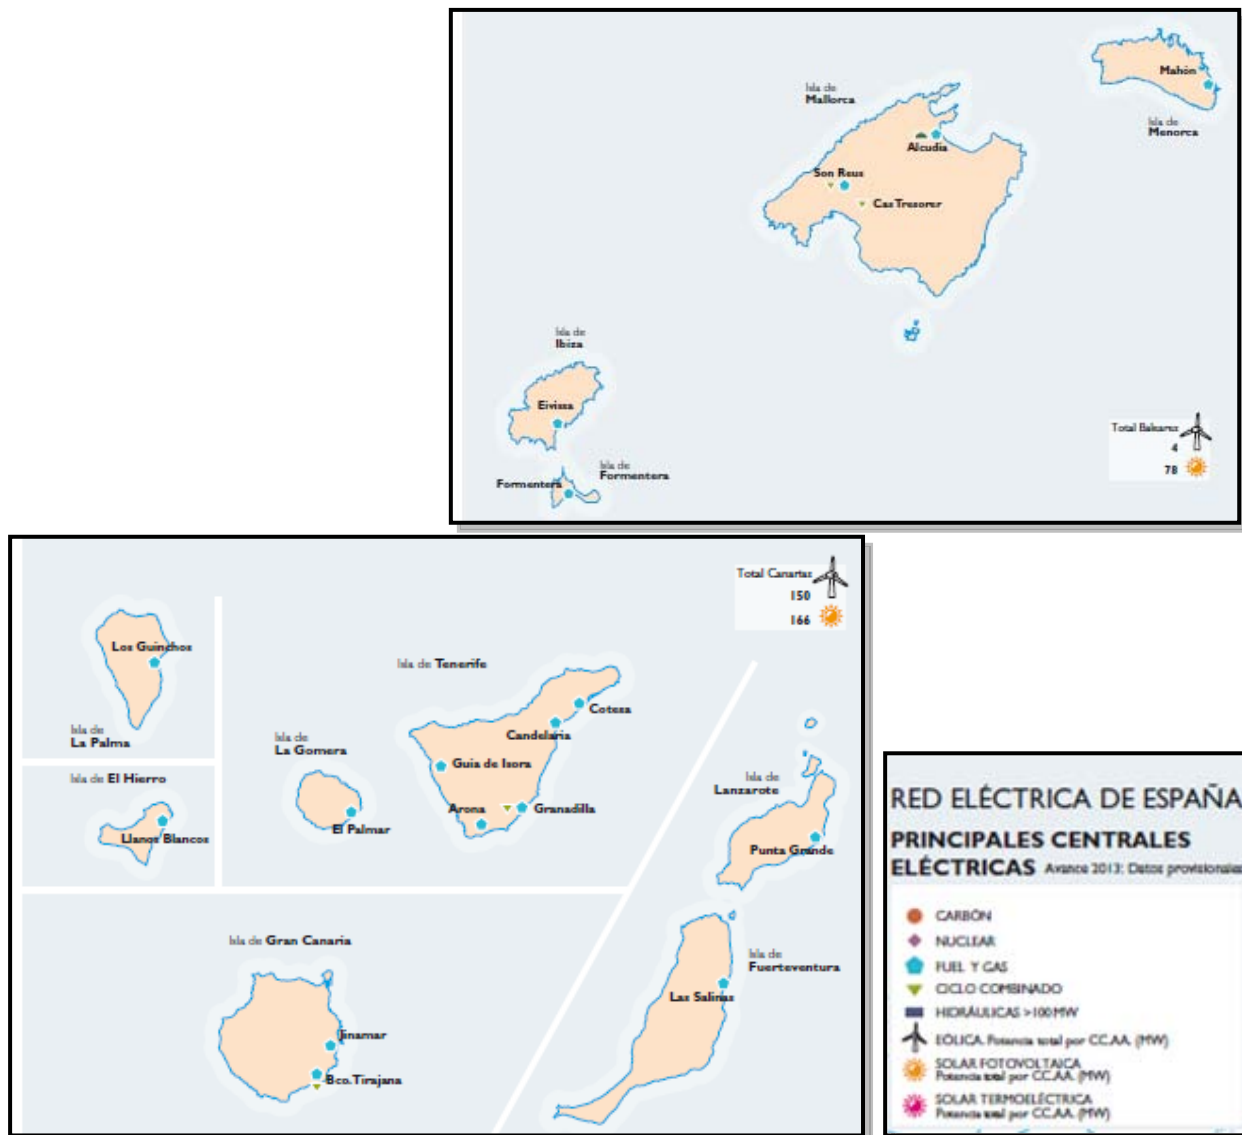 Isla de
Mallorca
Mahón
Isla de
Menorca
Alcudia
Son Reus
Cas Tresorer
Isla de
Ibiza
Eivissa
Isla de
Formentera
Formentera
Total Baleares
4
78
Total Canarias
150
166
Los Guinchos
Isla de
La Palma
Isla de El Hierro
Llanos Blancos
Isla de Tenerife
Isla de
La Gomera
El Palmar
Cotesa
Candelaria
Guia de Isora
Arona
Granadilla
Isla de
Lanzarote
Punta Grande
Isla de Gran Canaria
Jinamar
Bco. Tirajana
Isla de
Fuerteventura
Las Salinas
RED ELÉCTRICA DE ESPAÑA
PRINCIPALES CENTRALES
ELÉCTRICAS Avance 2013: Datos provisionales
CARBÓN
NUCLEAR
FUEL Y GAS
CICLO COMBINADO
HIDRÁULICAS >100MW
EÓLICA. Potencia total por CC.AA. (MW)
SOLAR FOTOVOLTAICA
Potencia total por CC.AA. (MW)
SOLAR TERMOELÉCTRICA
Potencia total por CC.AA. (MW)